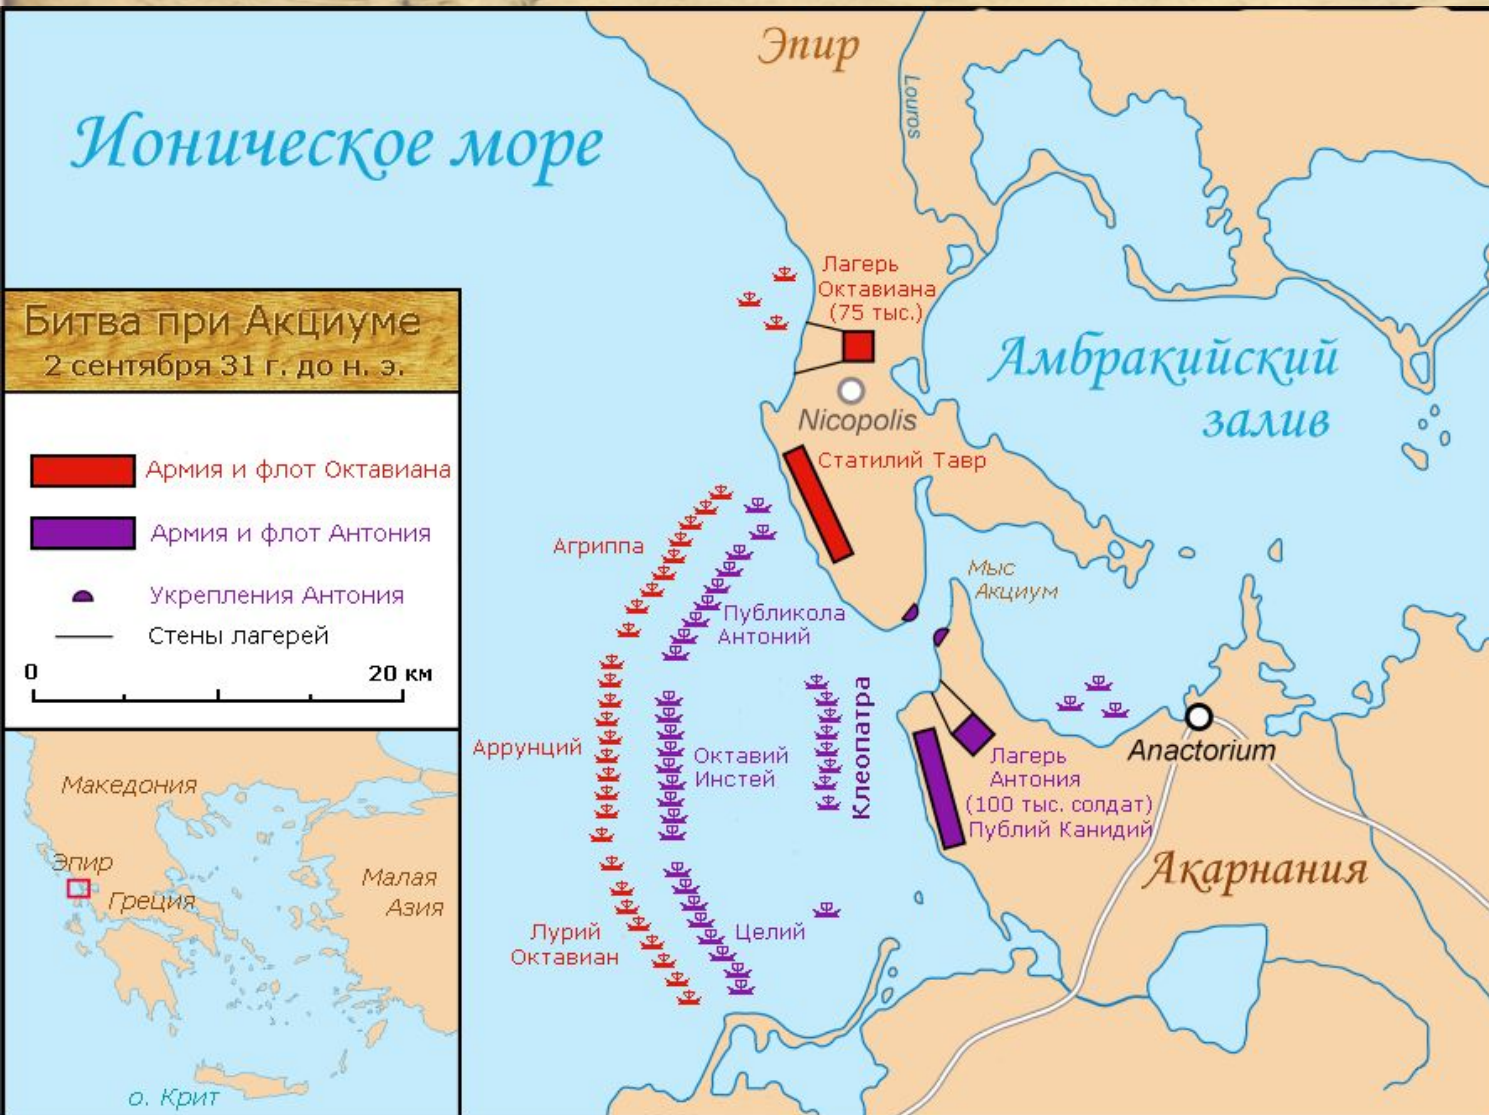 Эпир
Louros
Ионическое море
Лагерь
Октавиана
(75 тыс.)
Битва при Акциуме
2 сентября 31 г. до н. э.
Амбракийский
залив
Nicopolis
Армия и флот Октавиана
Статилий Тавр
Армия и флот Антония
Агриппа
Мыс
Акциум
Укрепления Антония
Публикола
Антоний
Стены лагерей
0
20 км
Клеопатра
Аррунций
Октавий
Инстей
Anactorium
Лагерь
Антония
(100 тыс. солдат)
Публий Канидий
Македония
Эпир
Греция
Малая
Азия
Акарнания
Лурий
Октавиан
Целий
о. Крит